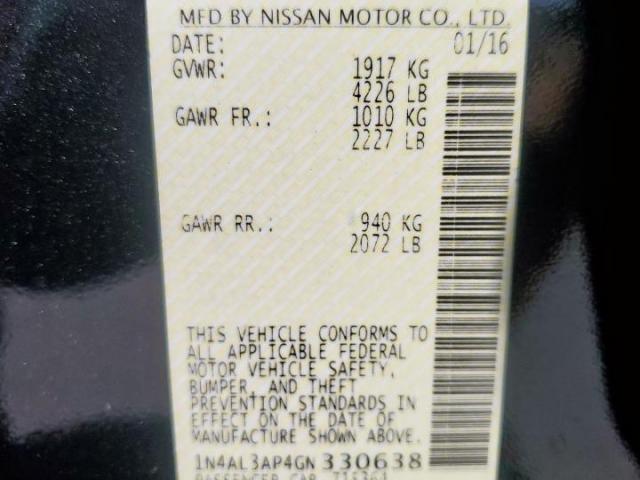 MFD BY NISSAN MOTOR CO., LTD.
DATE: 01/16
GVWR: 1917 KG
4226 LB
GAWR FR.: 1010 KG
2227 LB
GAWR RR.: 940 KG
2072 LB
THIS VEHICLE CONFORMS TO
ALL APPLICABLE FEDERAL
MOTOR VEHICLE SAFETY,
BUMPER, AND THEFT
PREVENTION STANDARDS IN
EFFECT ON THE DATE OF
MANUFACTURE SHOWN ABOVE.
1N4AL3AP4GN 330638
PASSENGER CAR